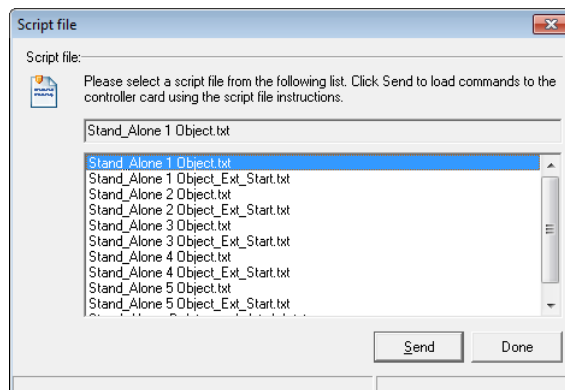 Script file
Script file:
Please select a script file from the following list. Click Send to load commands to the
controller card using the script file instructions.
Stand_Alone 1 Object.txt
Stand_Alone 1 Object.txt
Stand_Alone 1 Object_Ext_Start.txt
Stand_Alone 2 Object.txt
Stand_Alone 2 Object_Ext_Start.txt
Stand_Alone 3 Object.txt
Stand_Alone 3 Object_Ext_Start.txt
Stand_Alone 4 Object.txt
Stand_Alone 4 Object_Ext_Start.txt
Stand_Alone 5 Object.txt
Stand_Alone 5 Object_Ext_Start.txt
Send Done